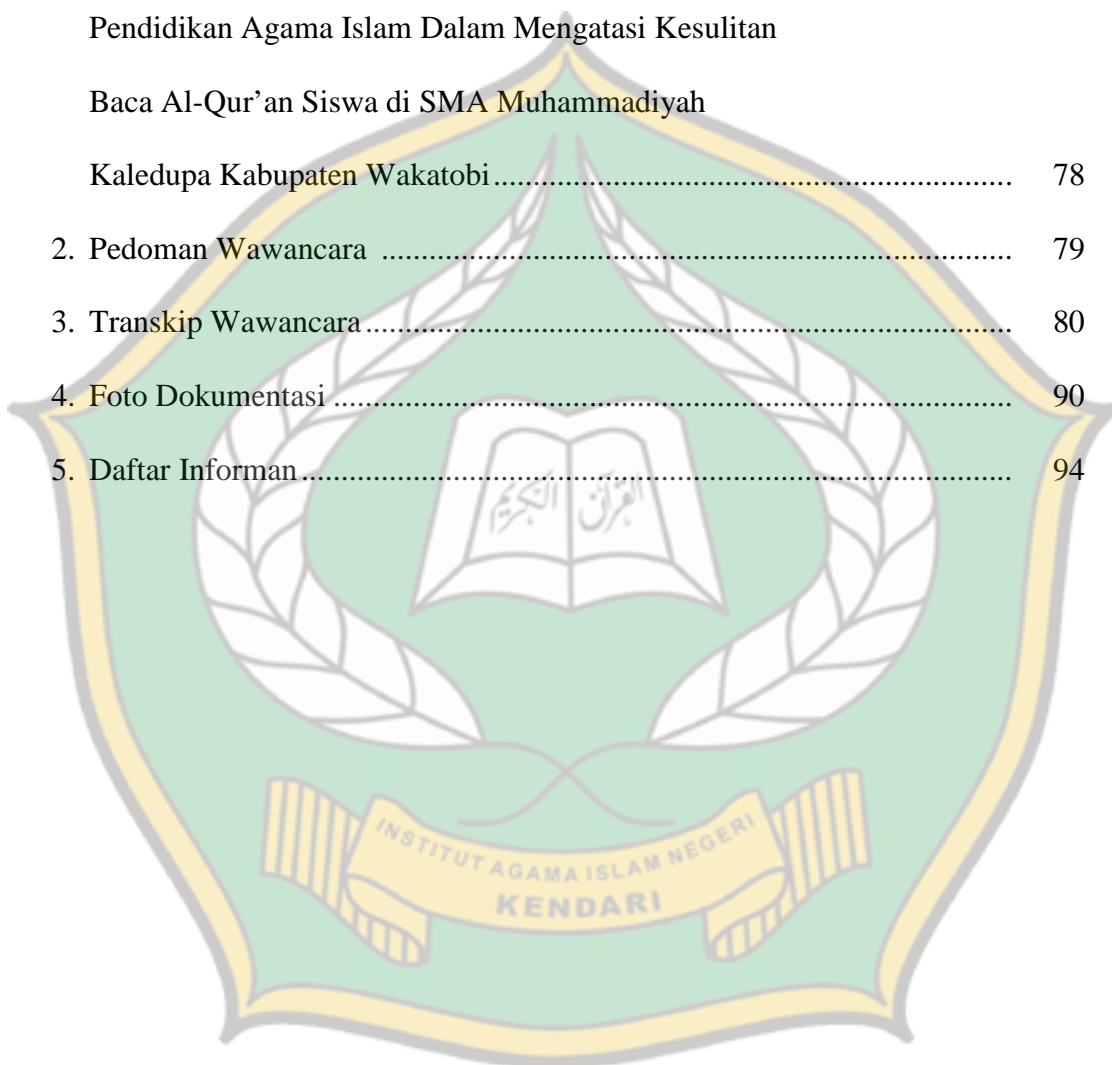 Pendidikan Agama Islam Dalam Mengatasi Kesulitan
Baca Al-Qur’an Siswa di SMA Muhammadiyah
Kaledupa Kabupaten Wakatobi.................................................................. 78
2. Pedoman Wawancara ................................................................................ 79
3. Transkip Wawancara.................................................................................. 80
4. Foto Dokumentasi ...................................................................................... 90
5. Daftar Informan.......................................................................................... 94
القرآن الكريم
INSTITUT AGAMA ISLAM NEGERI
KENDARI